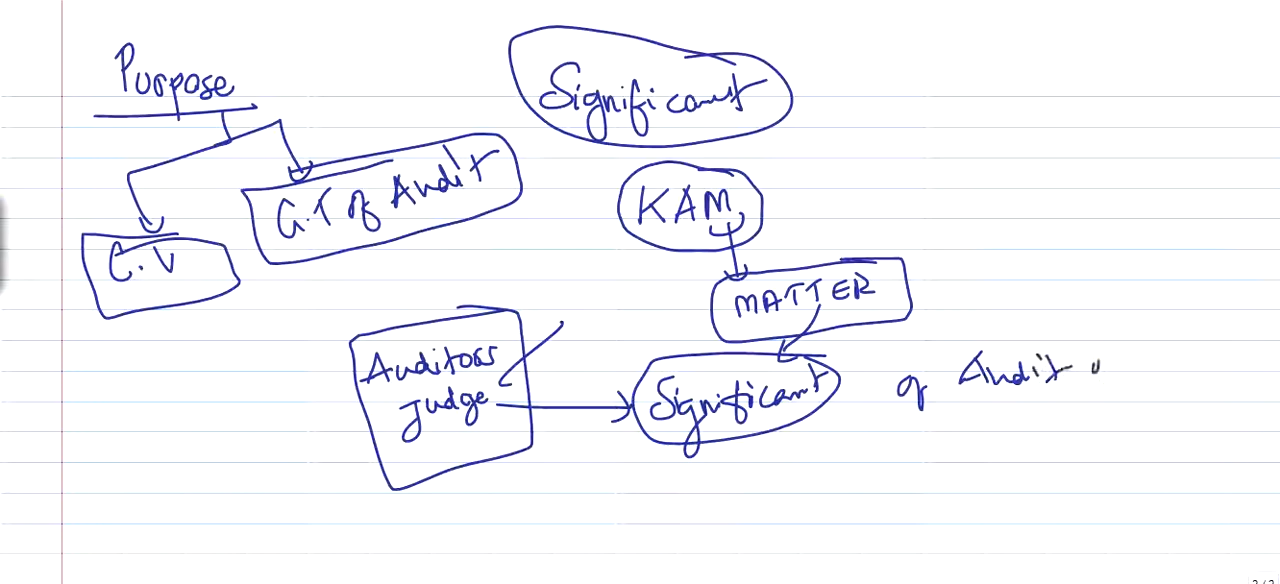 Purpose
Significant
G.T of Audit
C.V
KAM
MATTER
Auditors
Judge
Significant
of Audit